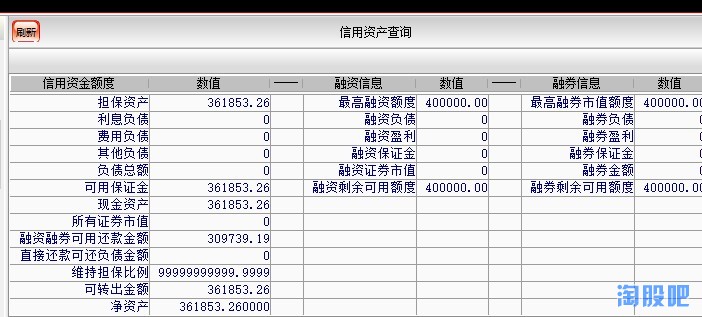 刷新
信用资产查询
信用资金额度 数值 —— 融资信息 数值 —— 融券信息 数值
担保资产 361853.26 最高融资额度 400000.00 最高融券市值额度 400000.00
利息负债 0 融资负债 0 融券负债 0
费用负债 0 融资盈利 0 融券盈利 0
其他负债 0 融资保证金 0 融券保证金 0
负债总额 0 融资证券市值 0 融券金额 0
可用保证金 361853.26 融资剩余可用额度 400000.00 融券剩余可用额度 400000.00
现金资产 361853.26
所有证券市值 0
融资融券可用还款金额 309739.19
直接还款可还负债金额 0
维持担保比例 99999999999.9999
可转出金额 361853.26
净资产 361853.260000
淘股吧